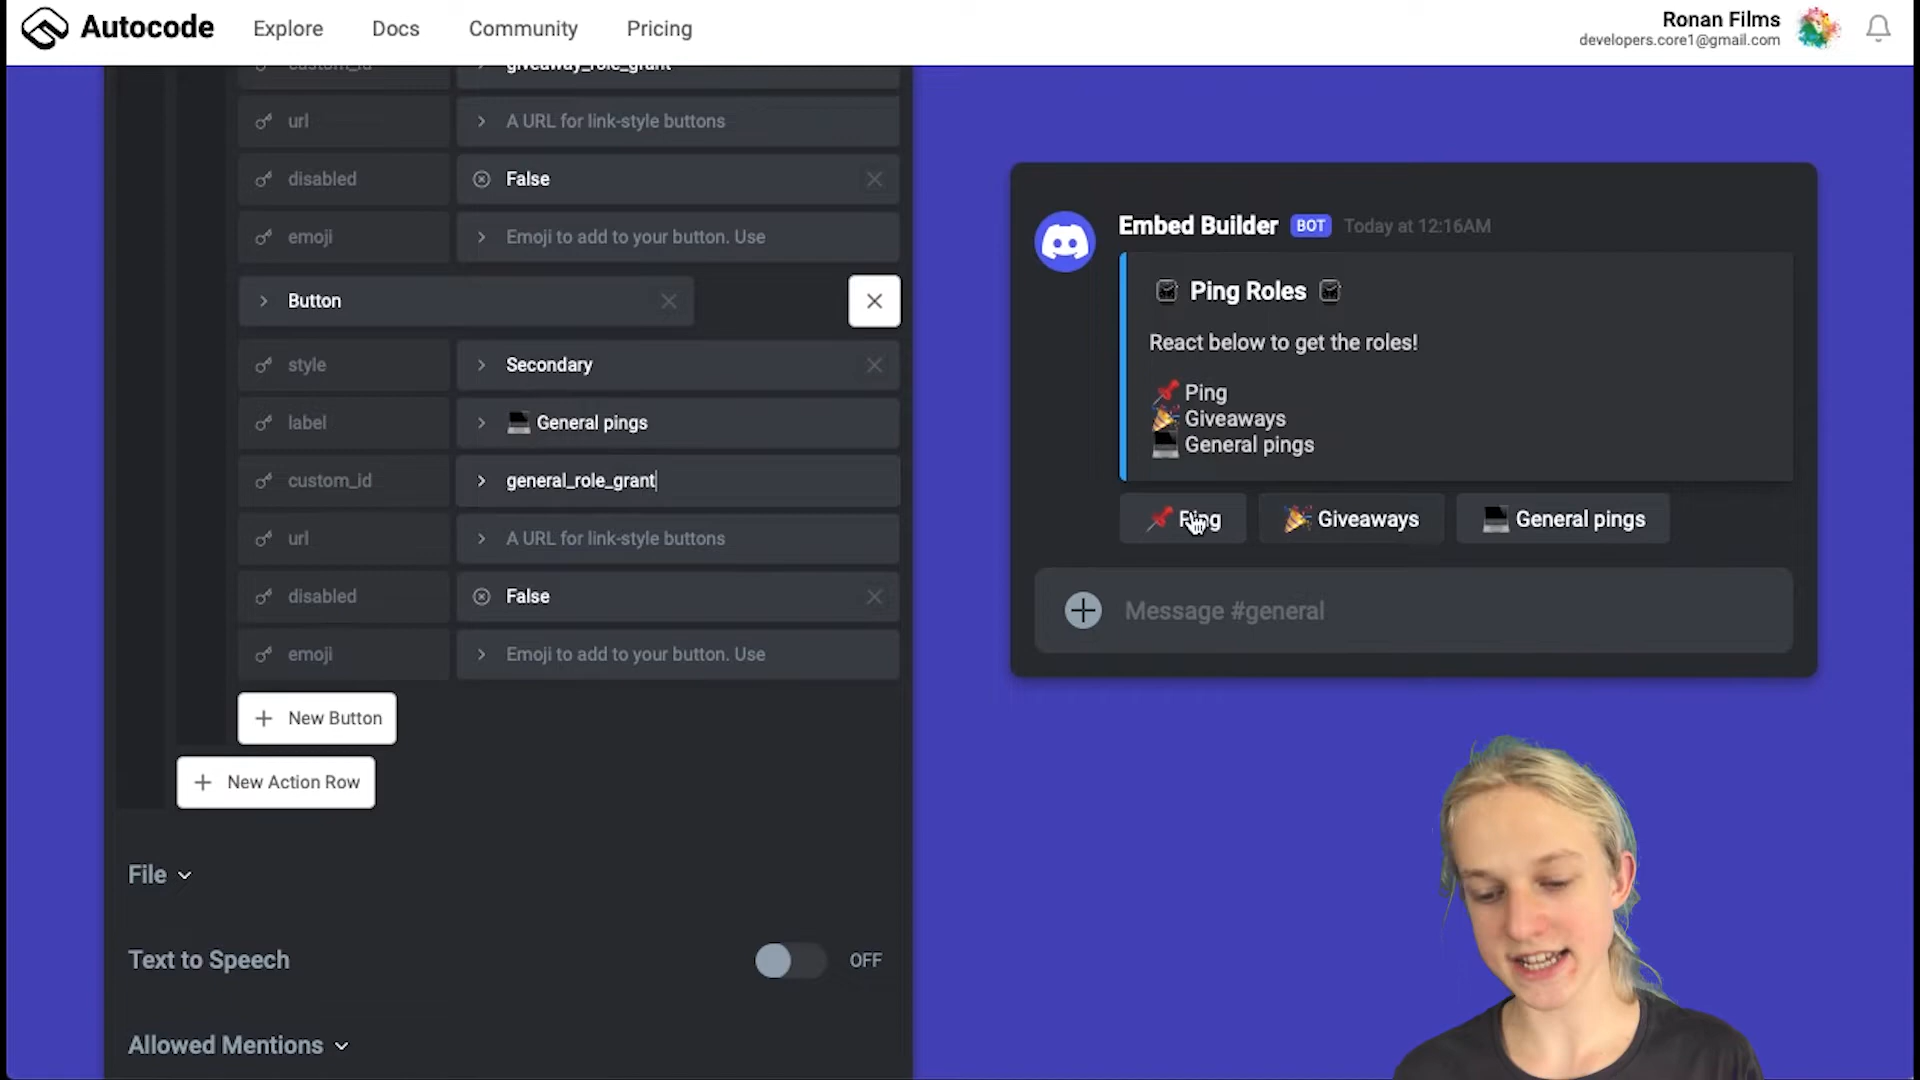 Autocode
Explore
Docs
Community
Pricing
Ronan Films
developers.core1@gmail.com
custom_id
giveaway_role_grant
url
A URL for link-style buttons
disabled
False
emoji
Emoji to add to your button. Use
Button
style
Secondary
label
General pings
custom_id
general_role_grant
url
A URL for link-style buttons
disabled
False
emoji
Emoji to add to your button. Use
New Button
New Action Row
File
Text to Speech
OFF
Allowed Mentions
Embed Builder BOT Today at 12:16AM
Ping Roles
React below to get the roles!
Ping
Giveaways
General pings
Ping
Giveaways
General pings
Message #general